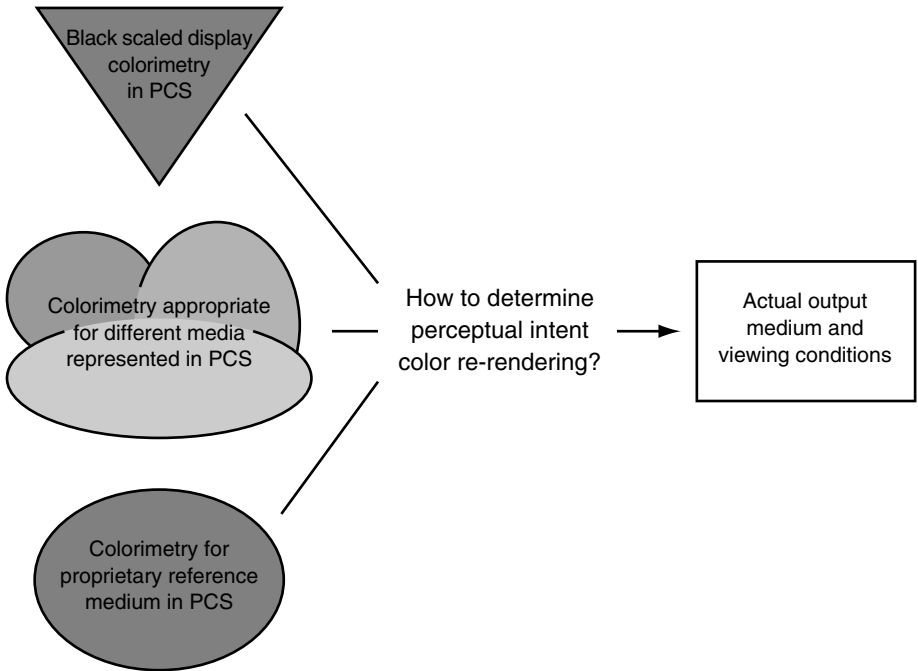 Black scaled display
colorimetry
in PCS
Colorimetry appropriate
for different media
represented in PCS
How to determine
perceptual intent
color re-rendering?
Actual output
medium and
viewing conditions
Colorimetry for
proprietary reference
medium in PCS